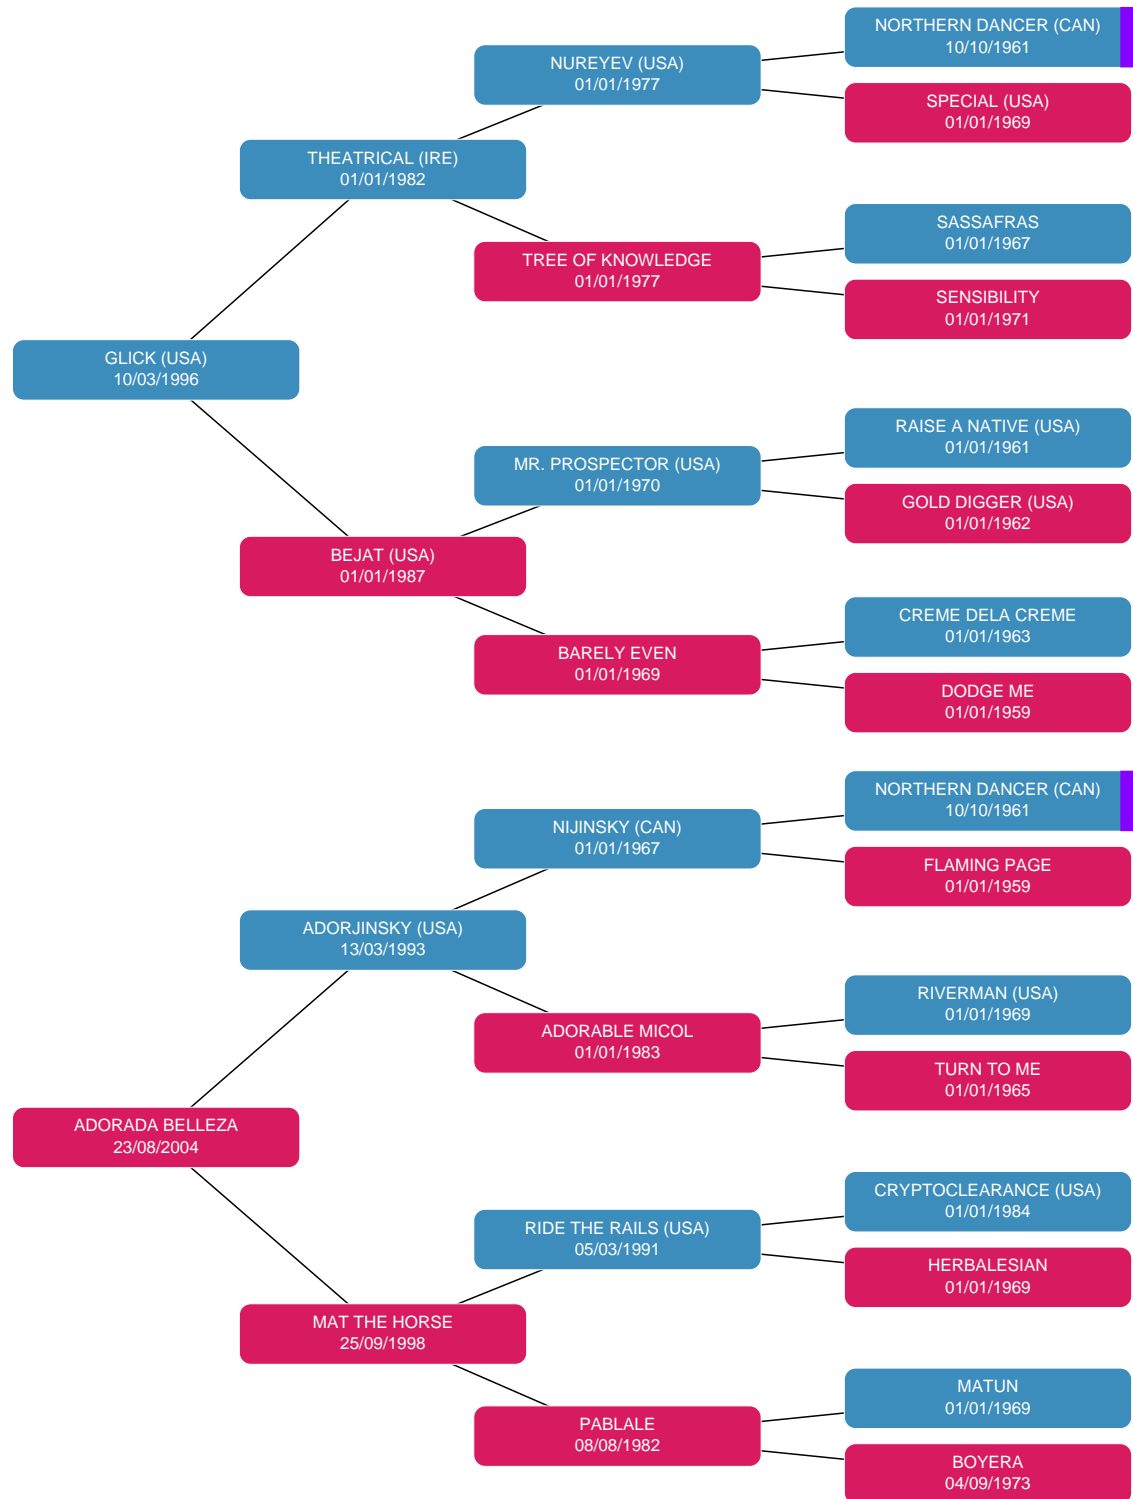 NORTHERN DANCER (CAN)
10/10/1961
NUREYEV (USA)
01/01/1977
SPECIAL (USA)
01/01/1969
THEATRICAL (IRE)
01/01/1982
SASSAFRAS
01/01/1967
TREE OF KNOWLEDGE
01/01/1977
SENSIBILITY
01/01/1971
GLICK (USA)
10/03/1996
RAISE A NATIVE (USA)
01/01/1961
MR. PROSPECTOR (USA)
01/01/1970
GOLD DIGGER (USA)
01/01/1962
BEJAT (USA)
01/01/1987
CREME DELA CREME
01/01/1963
BARELY EVEN
01/01/1969
DODGE ME
01/01/1959
NORTHERN DANCER (CAN)
10/10/1961
NIJINSKY (CAN)
01/01/1967
FLAMING PAGE
01/01/1959
ADORJINSKY (USA)
13/03/1993
RIVERMAN (USA)
01/01/1969
ADORABLE MICOL
01/01/1983
TURN TO ME
01/01/1965
ADORADA BELLEZA
23/08/2004
CRYPTOCLEARANCE (USA)
01/01/1984
RIDE THE RAILS (USA)
05/03/1991
HERBALESIAN
01/01/1969
MAT THE HORSE
25/09/1998
MATUN
01/01/1969
PABLALE
08/08/1982
BOYERA
04/09/1973